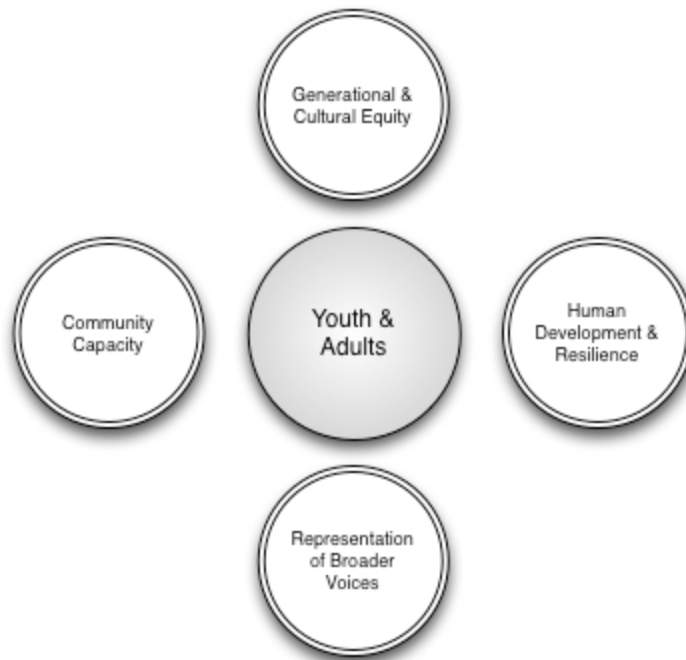 Generational &
Cultural Equity
Community
Capacity
Youth &
Adults
Human
Development &
Resilience
Representation
of Broader
Voices